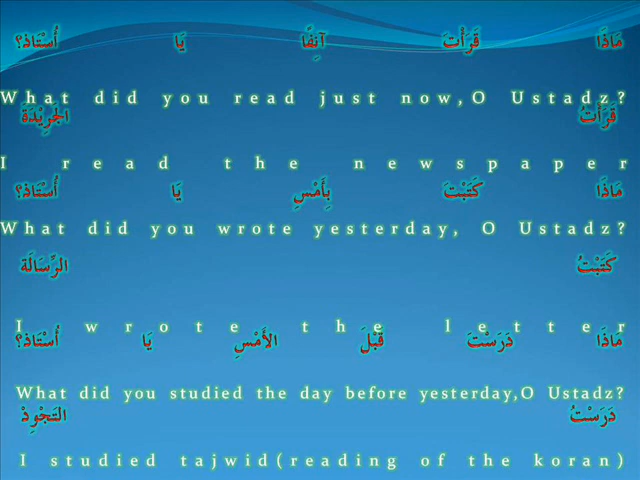 مَاذَا قَرَأْتَ آنِفًا يَا أُسْتَاذ؟
What did you read just now,O Ustadz?
قَرَأْتُ الجَرِيْدَةَ
I read the newspaper
مَاذَا كَتَبْتَ بِأَمْسِ يَا أُسْتَاذ؟
What did you wrote yesterday, O Ustadz?
كَتَبْتُ الرِّسَالَةَ
I wrote the letter
مَاذَا دَرَسْتَ قَبْلَ الأَمْسِ يَا أُسْتَاذ؟
What did you studied the day before yesterday,O Ustadz?
دَرَسْتُ التَجْوِدْ
I studied tajwid(reading of the koran)